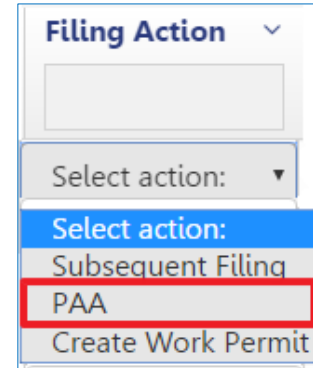 Filing Action
Select action:
Select action:
Subsequent Filing
PAA
Create Work Permit